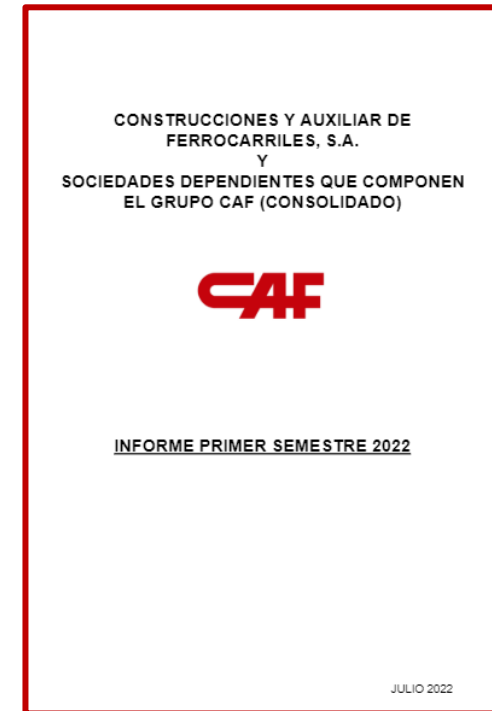 CONSTRUCCIONES Y AUXILIAR DE
FERROCARRILES, S.A.
Y
SOCIEDADES DEPENDIENTES QUE COMPONEN
EL GRUPO CAF (CONSOLIDADO)
CAF
INFORME PRIMER SEMESTRE 2022
JULIO 2022